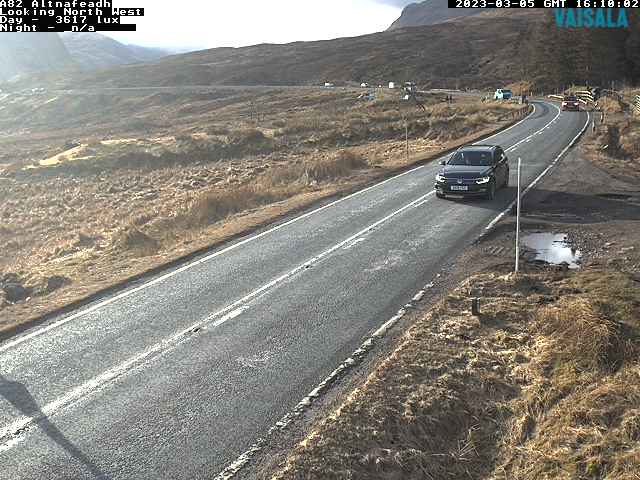 A82 Altnafeadh
2023-03-05 GMT 16:10:02
Looking North West
VAISALA
Day - 3617 lux
Night - n/a